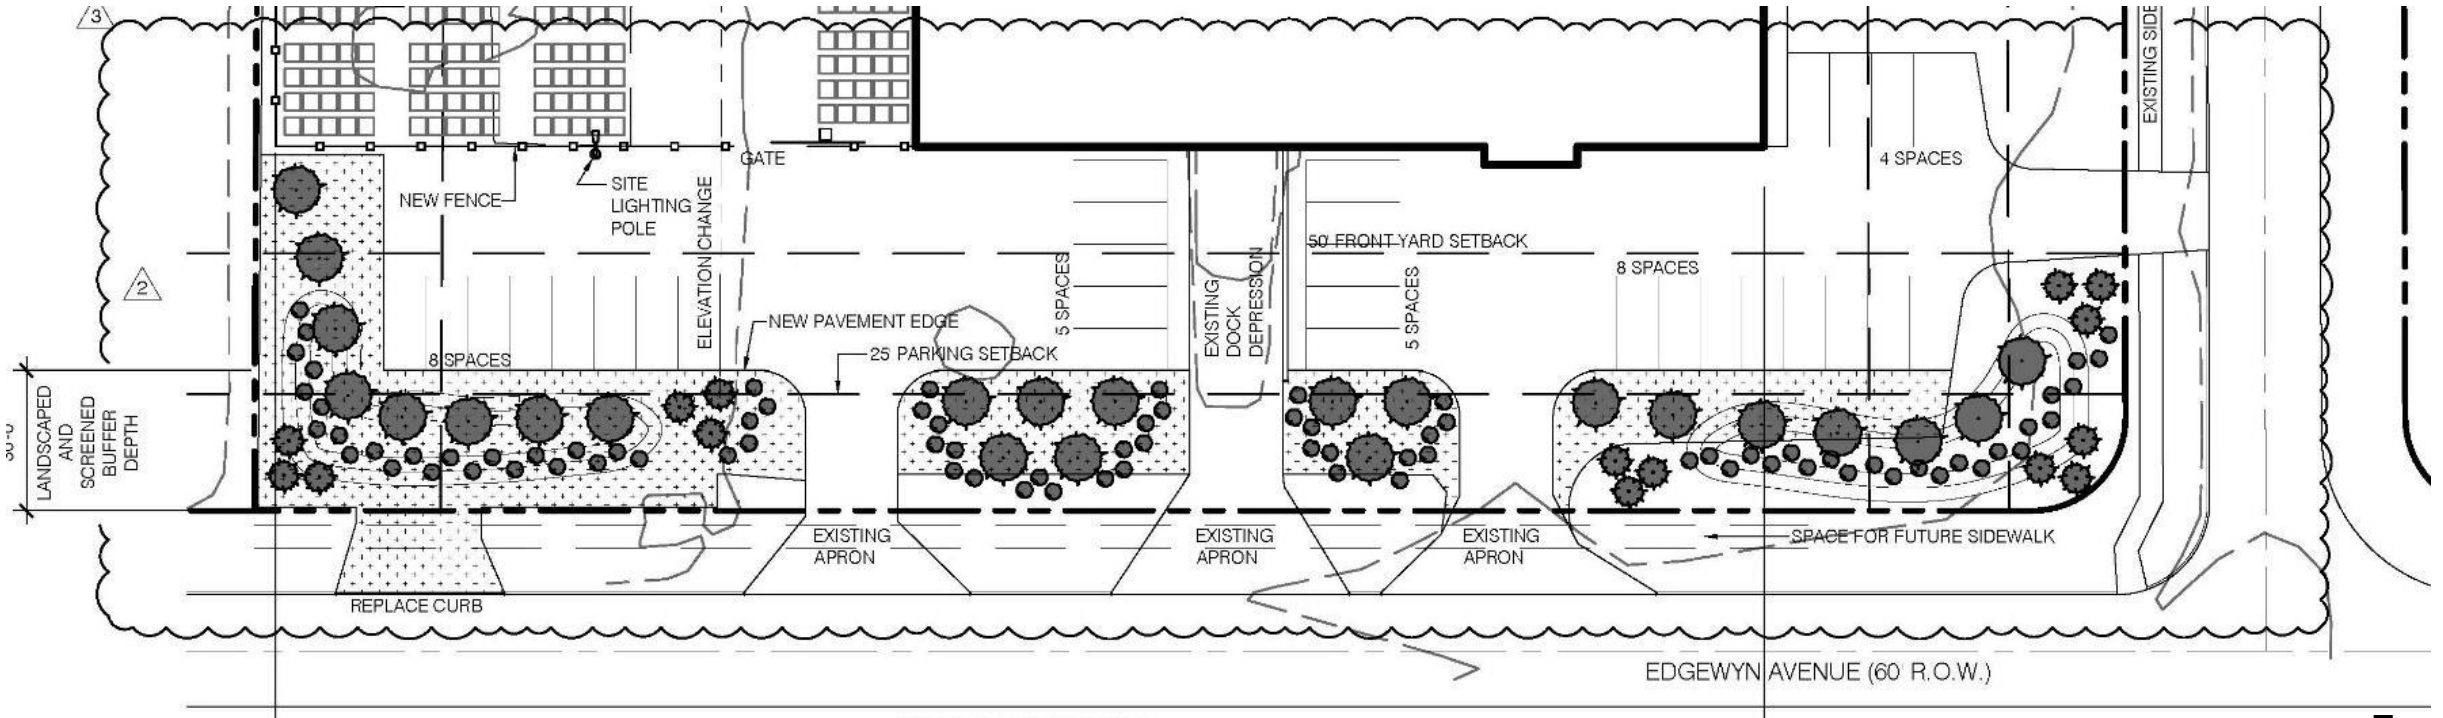 3
EXISTING SIDE
GATE
4 SPACES
NEW FENCE
SITE
LIGHTING
POLE
ELEVATION CHANGE
50' FRONT YARD SETBACK
8 SPACES
2
5 SPACES
EXISTING
DOCK
DEPRESSION
5 SPACES
NEW PAVEMENT EDGE
8 SPACES
25' PARKING SETBACK
LANDSCAPED
AND
SCREENED
BUFFER
DEPTH
EXISTING
APRON
EXISTING
APRON
EXISTING
APRON
SPACE FOR FUTURE SIDEWALK
REPLACE CURB
EDGEWYN AVENUE (60 R.O.W.)